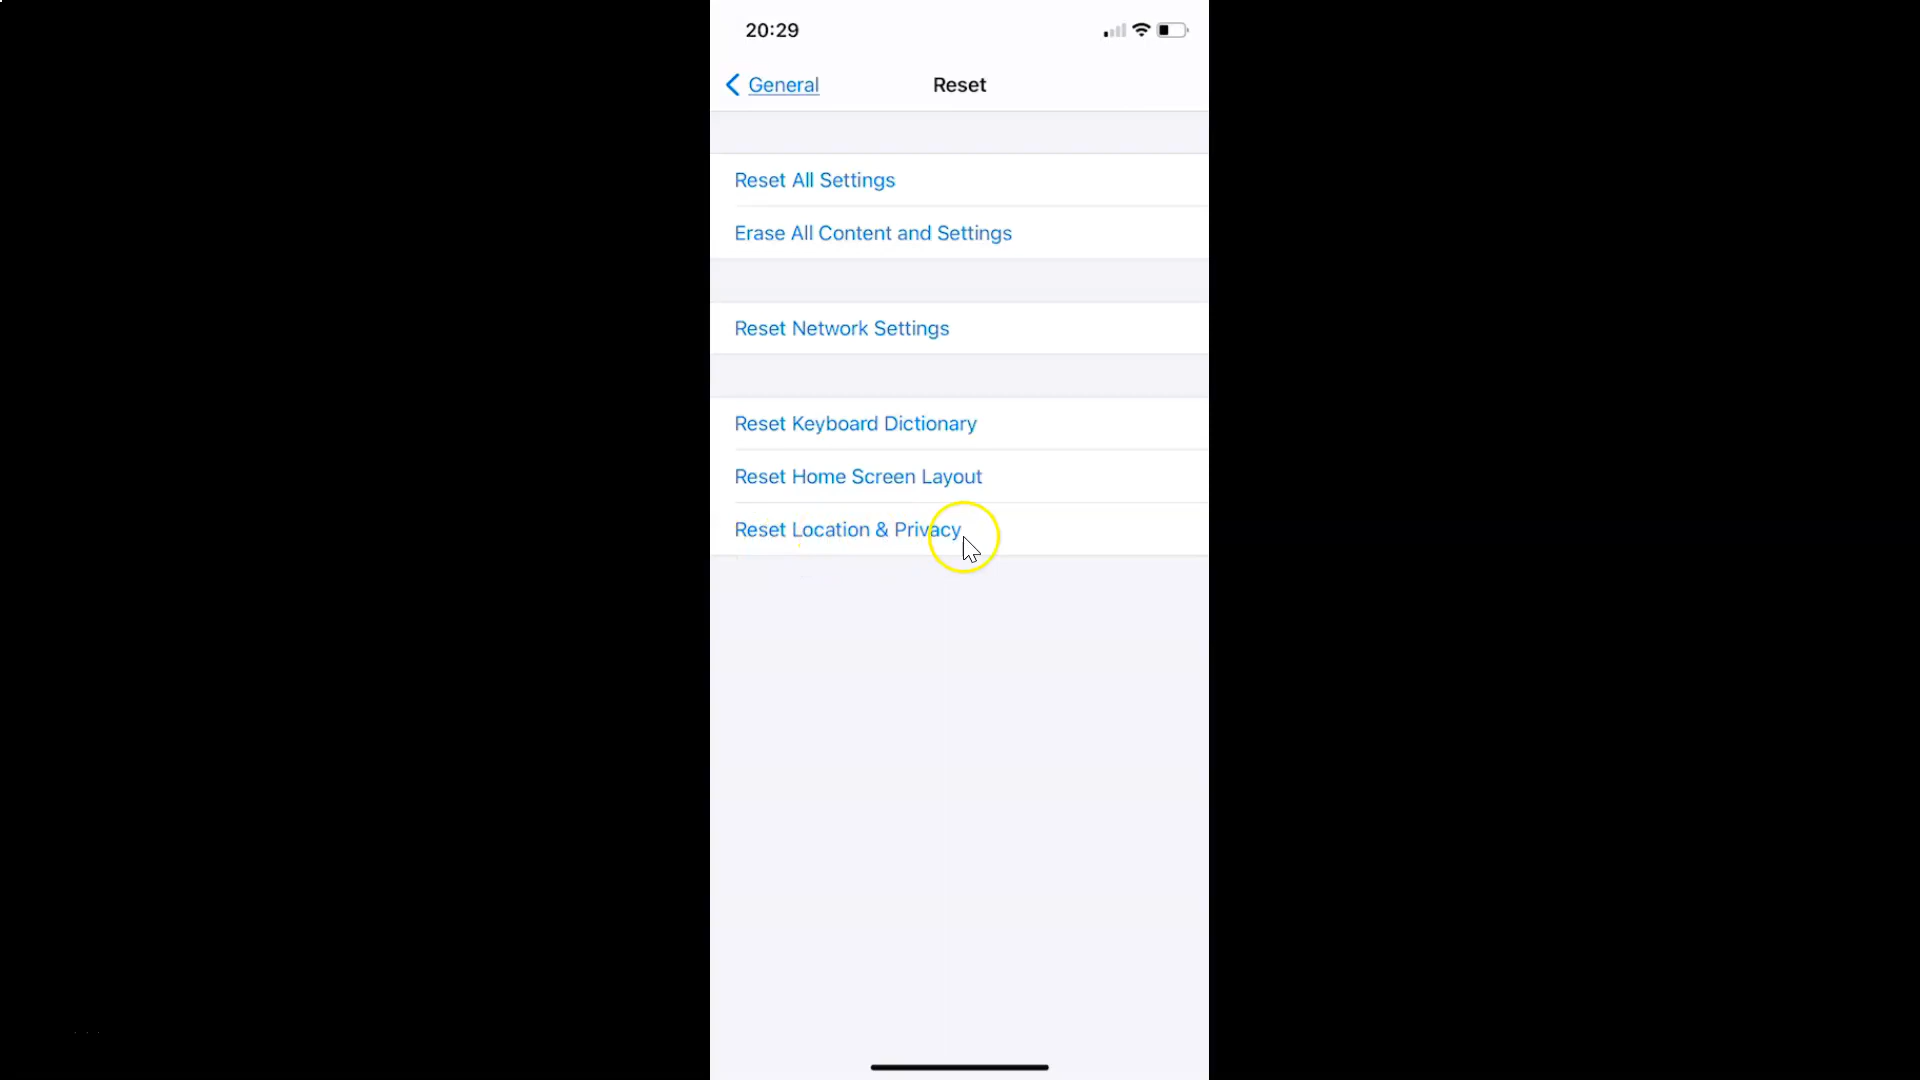 20:29
General
Reset
Reset All Settings
Erase All Content and Settings
Reset Network Settings
Reset Keyboard Dictionary
Reset Home Screen Layout
Reset Location & Privacy